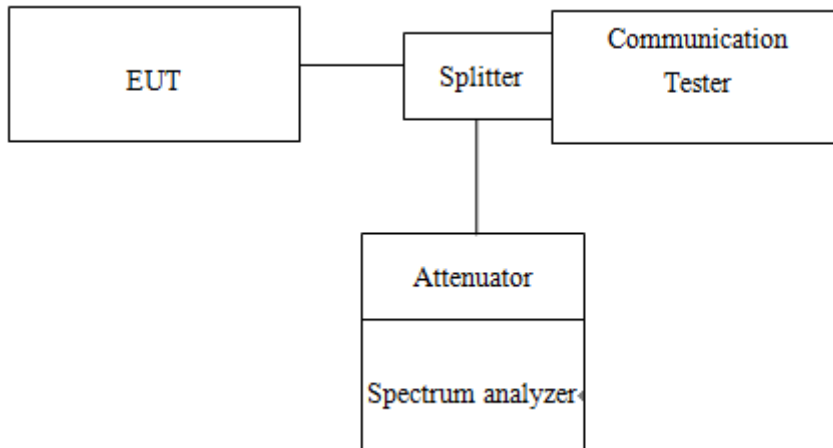 EUT
Splitter
Communication
Tester
Attenuator
Spectrum analyzer